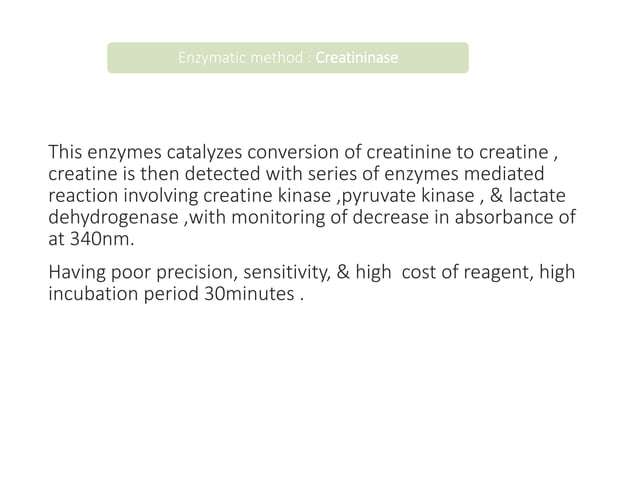 Enzymatic method : Creatininase
This enzymes catalyzes conversion of creatinine to creatine ,
creatine is then detected with series of enzymes mediated
reaction involving creatine kinase ,pyruvate kinase , & lactate
dehydrogenase ,with monitoring of decrease in absorbance of
at 340nm.
Having poor precision, sensitivity, & high  cost of reagent, high
incubation period 30minutes .